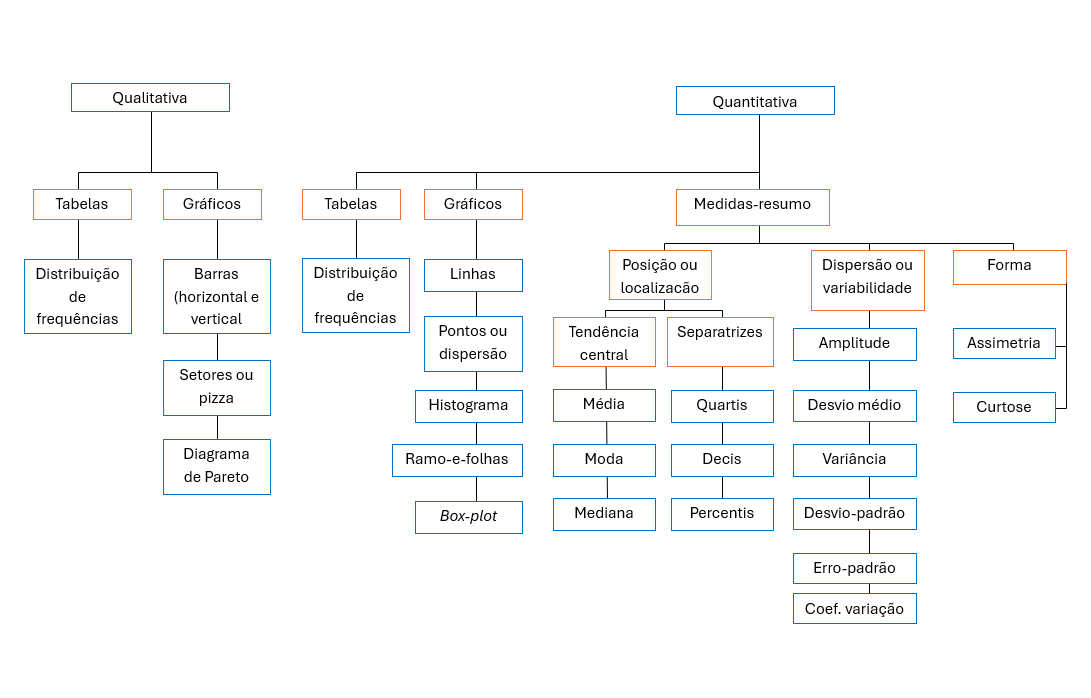 Qualitativa
Quantitativa
Tabelas
Gráficos
Tabelas
Gráficos
Medidas-resumo
Distribuição
de
frequências
Barras
(horizontal e
vertical
Setores ou
pizza
Diagrama
de Pareto
Distribuição
de
frequências
Linhas
Pontos ou
dispersão
Histograma
Ramo-e-folhas
Box-plot
Posição ou
localizacão
Tendência
central
Média
Moda
Mediana
Separatrizes
Quartis
Decis
Percentis
Dispersão ou
variabilidade
Amplitude
Desvio médio
Variância
Desvio-padrão
Erro-padrão
Coef. variação
Forma
Assimetria
Curtose